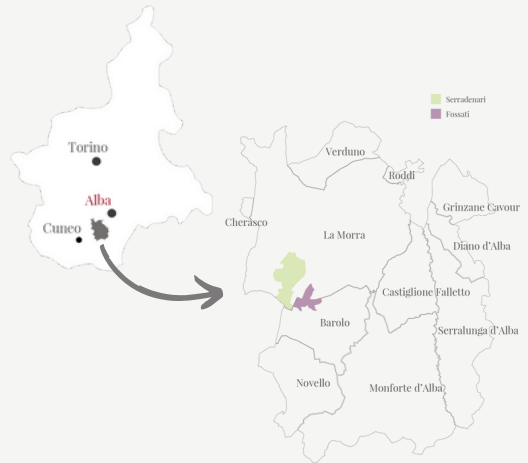 Torino
Alba
Cuneo
Serradenari
Fossati
Verduno
Roddi
Grinzane Cavour
Cherasco
La Morra
Diano d'Alba
Castiglione Falletto
Barolo
Serralunga d'Alba
Novello
Monforte d'Alba